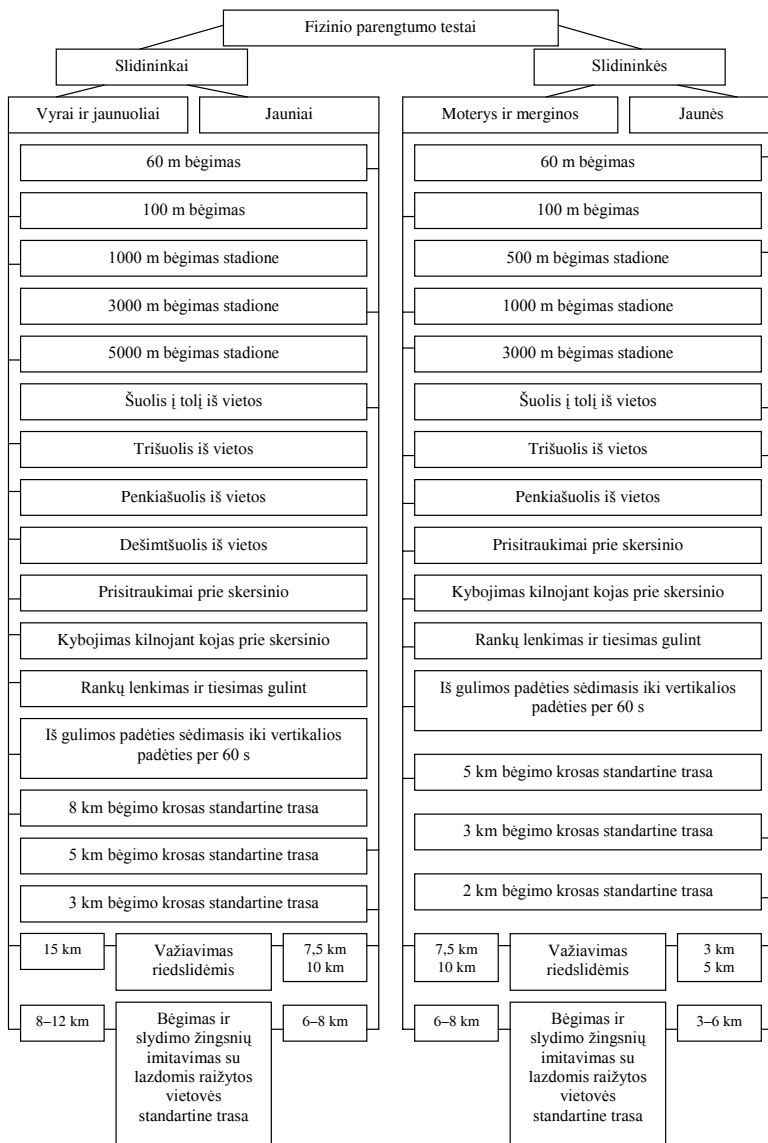 Fizinio parengtumo testai
Slidininkai
Slidininkės
Vyrai ir jaunuoliai
Jauniai
Moterys ir merginos
Jaunės
60 m bėgimas
100 m bėgimas
1000 m bėgimas stadione
3000 m bėgimas stadione
5000 m bėgimas stadione
Šuolis į tolį iš vietos
Trišuolis iš vietos
Penkiašuolis iš vietos
Dešimtšuolis iš vietos
Prisitraukimai prie skersinio
Kybojimas kilnojant kojas prie skersinio
Rankų lenkimas ir tiesimas gulint
Iš gulimos padėties sėdimasis iki vertikalios
padėties per 60 s
8 km bėgimo krosas standartine trasa
5 km bėgimo krosas standartine trasa
3 km bėgimo krosas standartine trasa
15 km
Važiavimas
riedslidėmis
7,5 km
10 km
8–12 km
Bėgimas ir
slydimo žingsnių
imitavimas su
lazdomis raižytos
vietovės
standartine trasa
6–8 km
60 m bėgimas
100 m bėgimas
500 m bėgimas stadione
1000 m bėgimas stadione
3000 m bėgimas stadione
Šuolis į tolį iš vietos
Trišuolis iš vietos
Penkiašuolis iš vietos
Prisitraukimai prie skersinio
Kybojimas kilnojant kojas prie skersinio
Rankų lenkimas ir tiesimas gulint
Iš gulimos padėties sėdimasis iki vertikalios
padėties per 60 s
5 km bėgimo krosas standartine trasa
3 km bėgimo krosas standartine trasa
2 km bėgimo krosas standartine trasa
7,5 km
10 km
Važiavimas
riedslidėmis
3 km
5 km
6–8 km
Bėgimas ir
slydimo žingsnių
imitavimas su
lazdomis raižytos
vietovės
standartine trasa
3–6 km